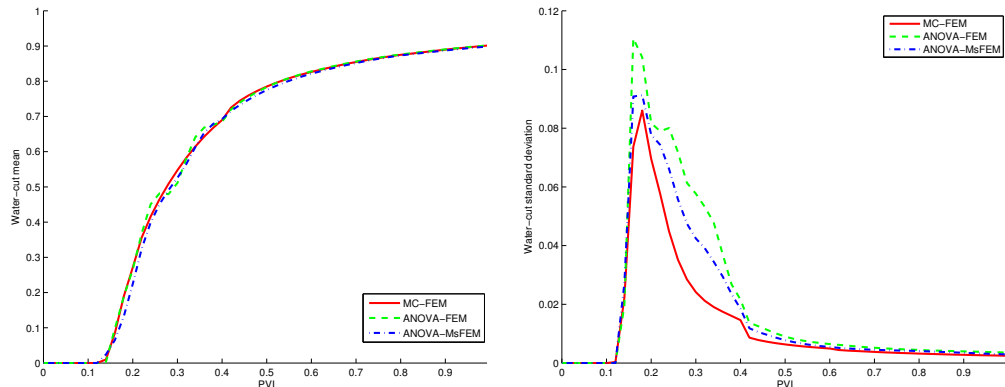 1
0.9
0.8
0.7
0.6
0.5
0.4
0.3
0.2
0.1
0
Water-cut mean
0 0.1 0.2 0.3 0.4 0.5 0.6 0.7 0.8 0.9
PVI
MC-FEM
ANOVA-FEM
ANOVA-MsFEM
0.12
0.1
0.08
0.06
0.04
0.02
0
Water-cut standard deviation
0 0.1 0.2 0.3 0.4 0.5 0.6 0.7 0.8 0.9
PVI
MC-FEM
ANOVA-FEM
ANOVA-MsFEM